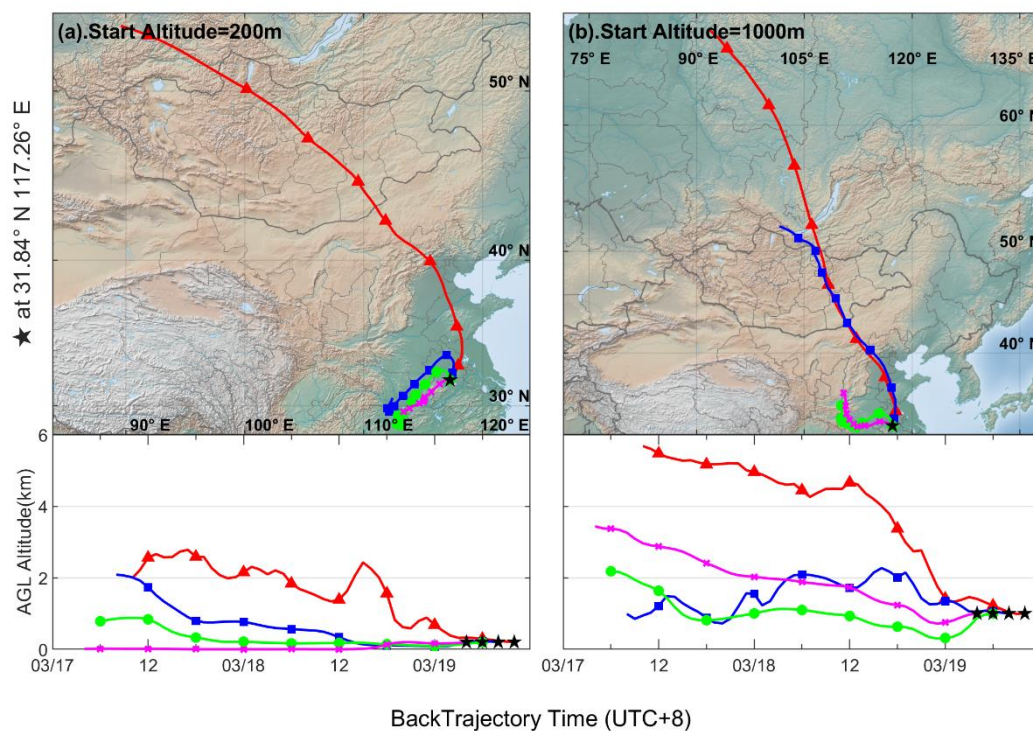 (a).Start Altitude=200m
50° N
40° N
30° N
90° E
100° E
110° E
120° E
★ at 31.84° N 117.26° E
(b).Start Altitude=1000m
75° E
90° E
105° E
120° E
135° E
60° N
50° N
40° N
30° N
AGL Altitude(km)
6
4
2
0
03/17
12
03/18
12
03/19
03/17
12
03/18
12
03/19
BackTrajectory Time (UTC+8)